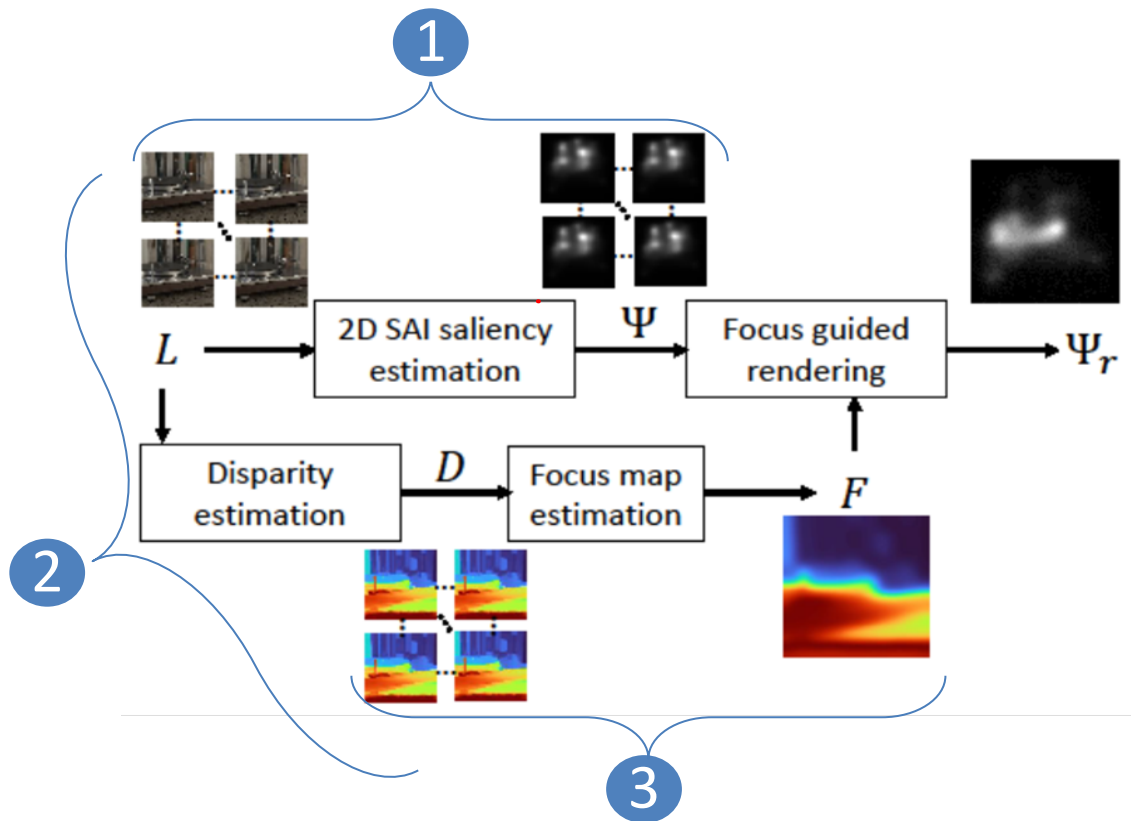 1
Ψ
2D SAI saliency
estimation
Focus guided
rendering
L
Ψr
Disparity
estimation
D
Focus map
estimation
F
2
3